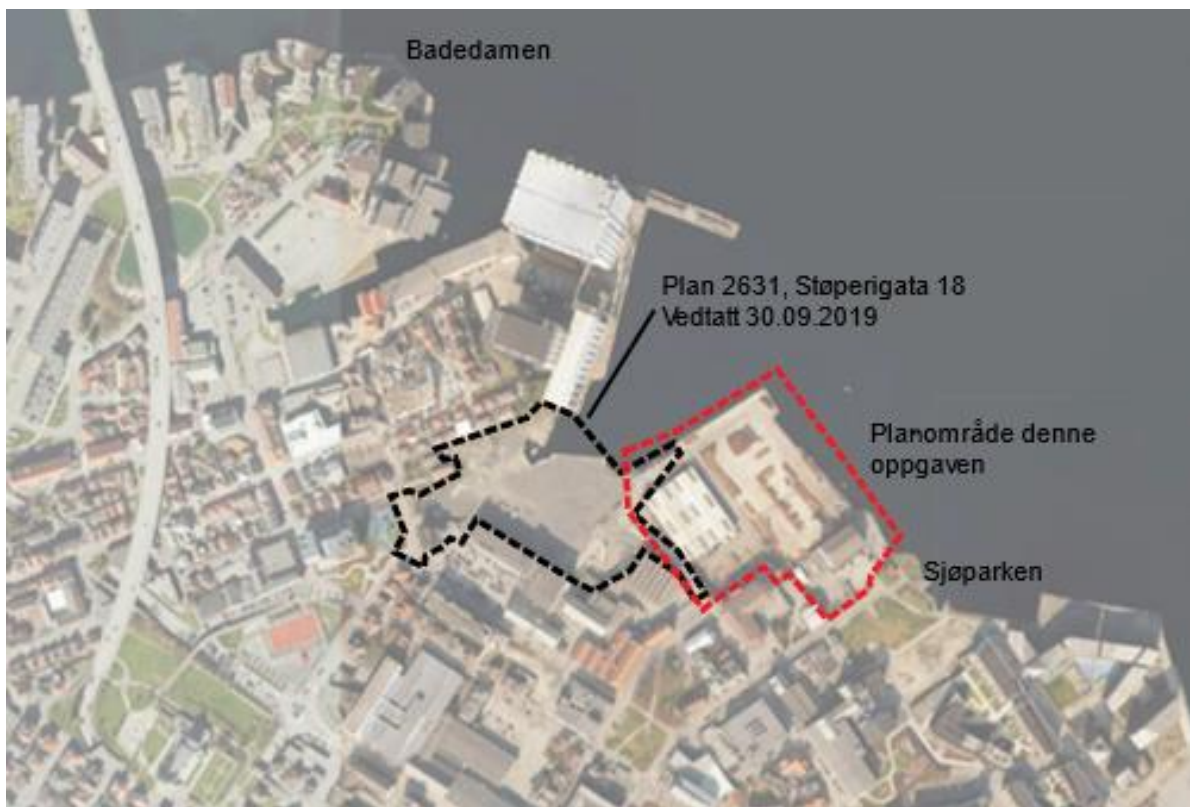 Badedamen
Plan 2631, Støperigata 18
Vedtatt 30.09.2019
Planområde denne
oppgaven
Sjøparken